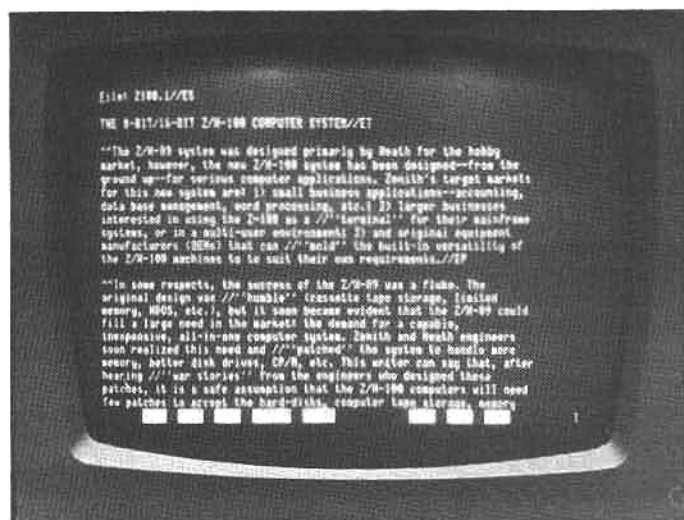 File: Z100.1//ES
THE 8-BIT/16-BIT Z/H-100 COMPUTER SYSTEM//ET
^^The Z/H-89 system was designed primarily by Heath for the hobby
market, however, the new Z/H-100 system has been designed--from the
ground up--for serious computer applications. Zenith's target markets
for this new system are: 1) small business applications--accounting,
data base management, word processing, etc.; 2) larger businesses
interested in using the Z-100 as a //"terminal" for their mainframe
systems, or in a multi-user environment; 3) and original equipment
manufacturers (OEMs) that can //"mold" the built-in versatility of
the Z/H-100 machines to to suit their own requirements.//EP
^^In some respects, the success of the Z/H-89 was a fluke. The
original design was //"humble" (cassette tape storage, limited
memory, HDOS, etc.), but it soon became evident that the Z/H-89 could
fill a large need in the market: the demand for a capable,
inexpensive, all-in-one computer system. Zenith and Heath engineers
soon realized this need and //"patched" the system to handle more
memory, better disk drives, CP/M, etc. This writer can say that, after
hearing //"war stories" from the engineers who designed these
patches, it is a safe assumption that the Z/H-100 computers will need
few patches to accept the hard-disks, computer tape storage, memory
1